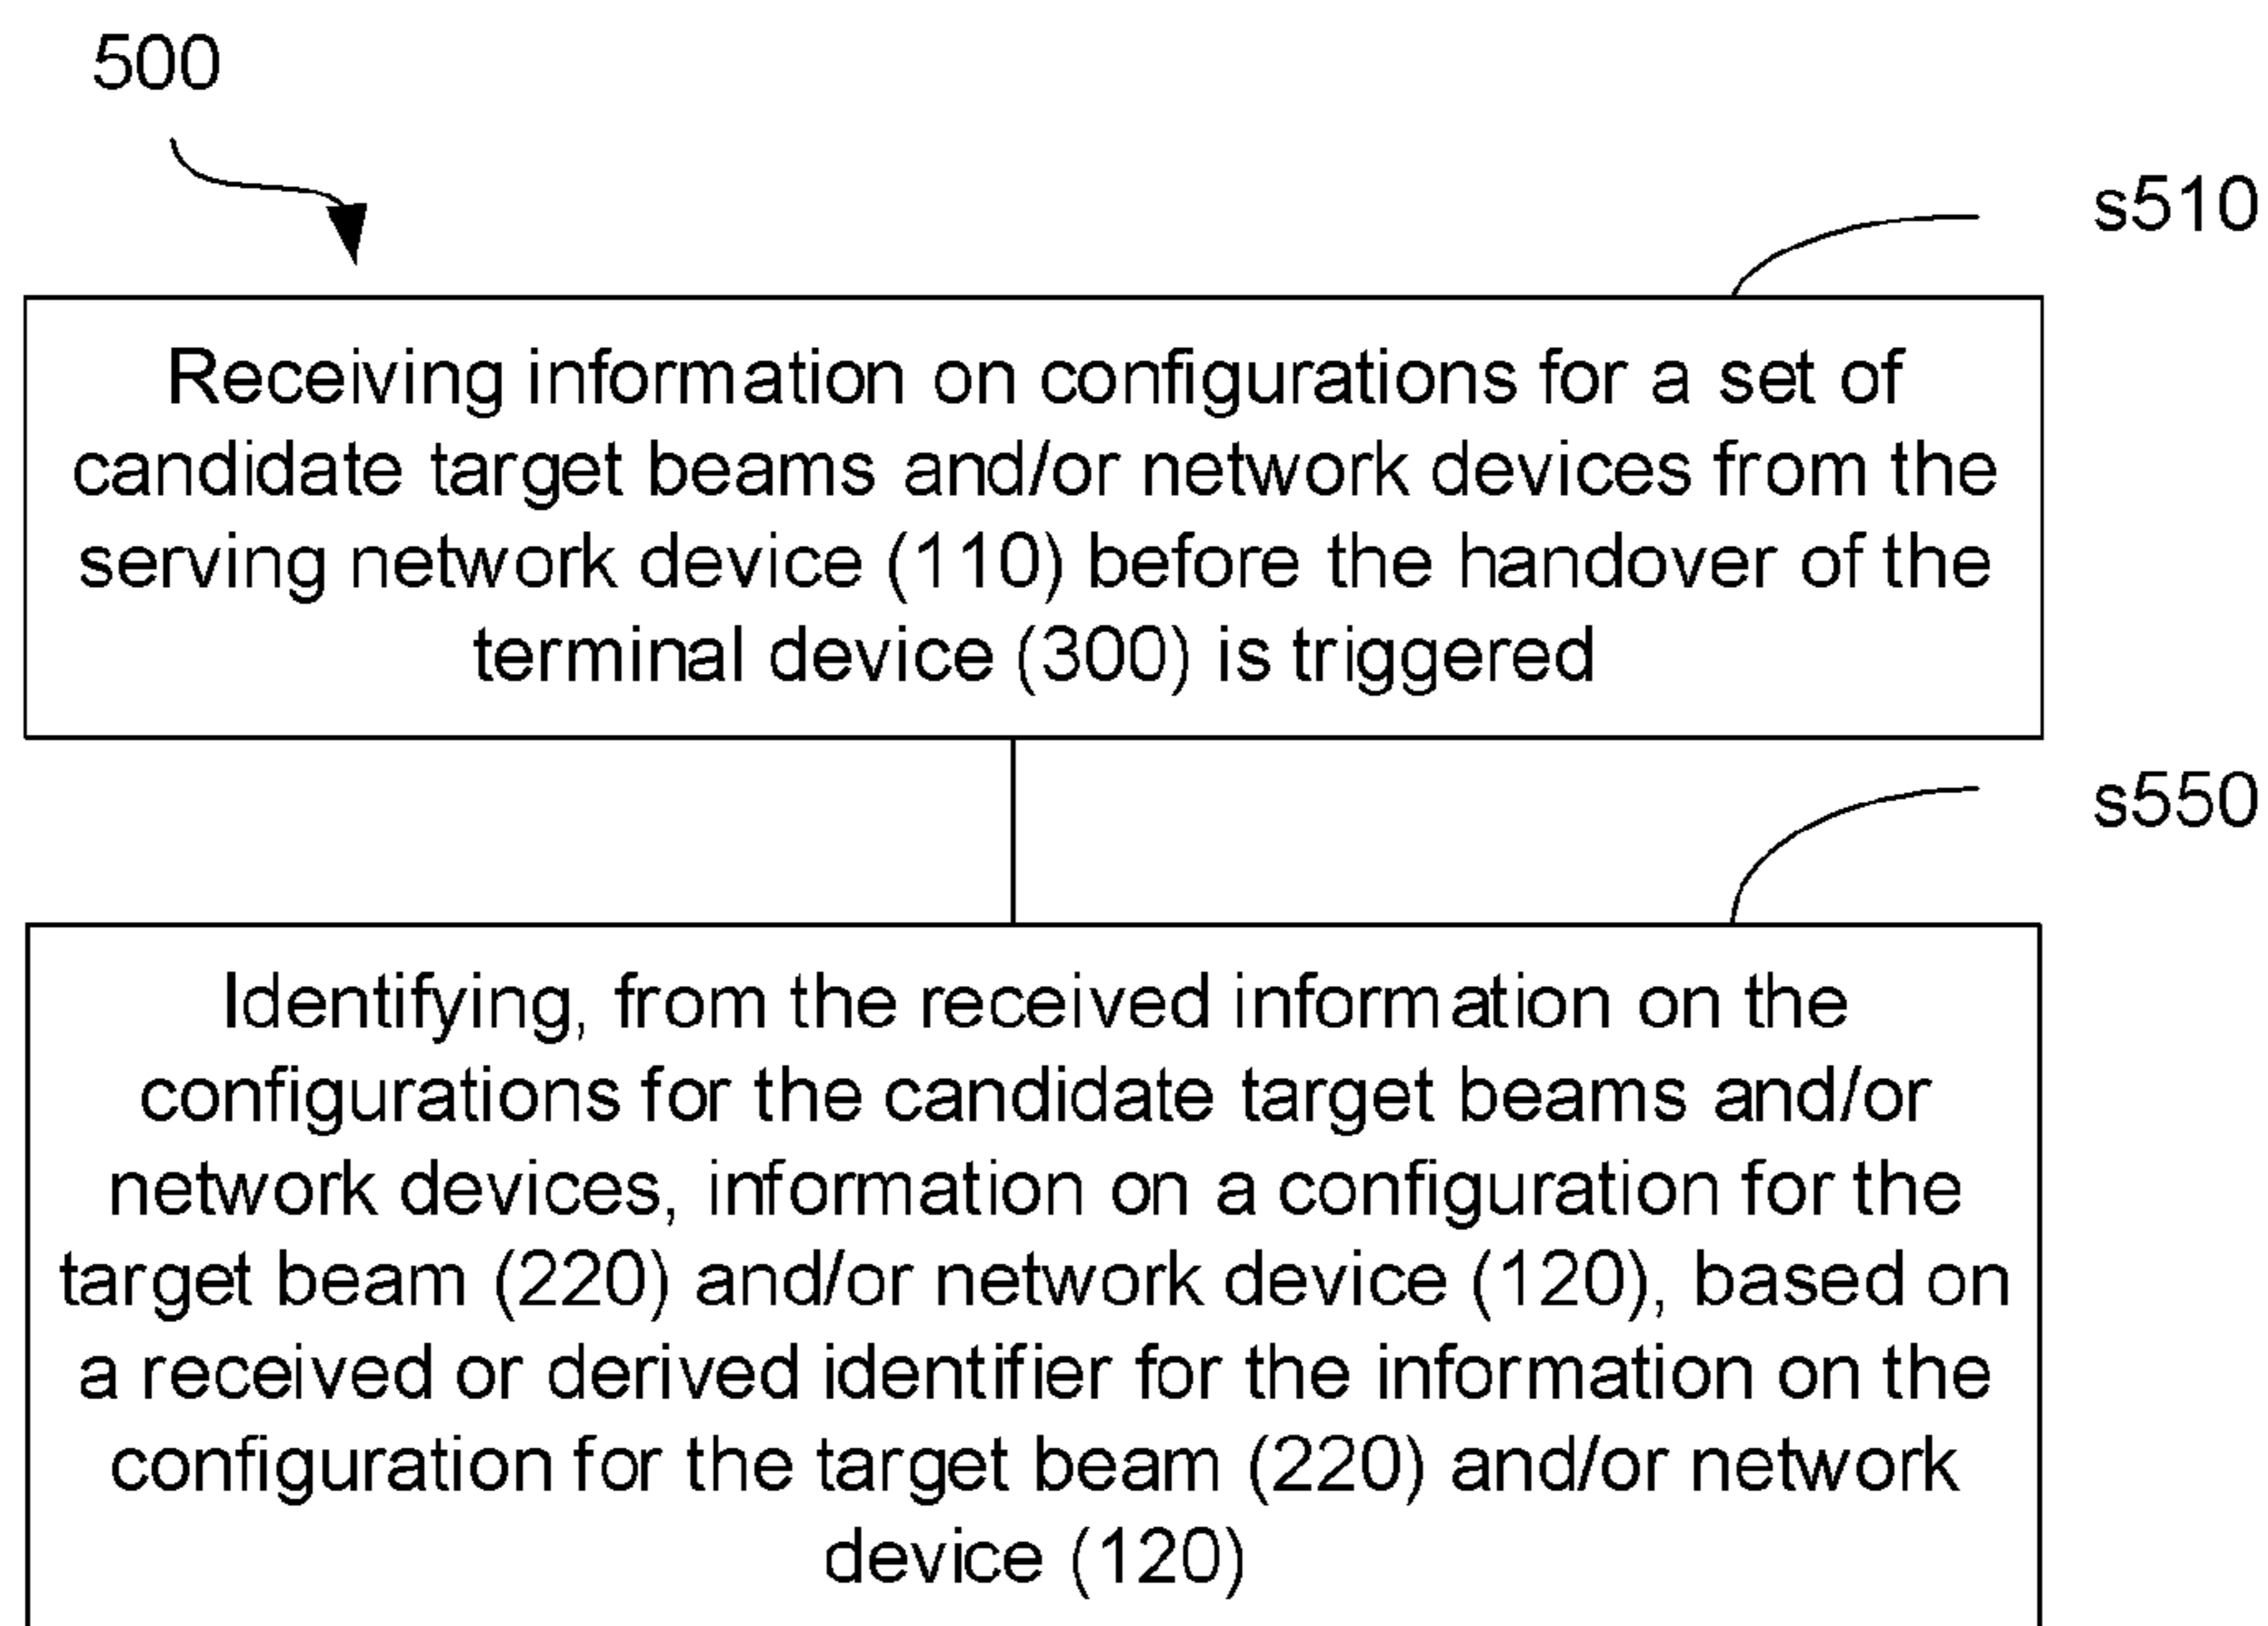 500
s510
Receiving information on configurations for a set of
candidate target beams and/or network devices from the
serving network device (110) before the handover of the
terminal device (300) is triggered
s550
Identifying, from the received information on the
configurations for the candidate target beams and/or
network devices, information on a configuration for the
target beam (220) and/or network device (120), based on
a received or derived identifier for the information on the
configuration for the target beam (220) and/or network
device (120)